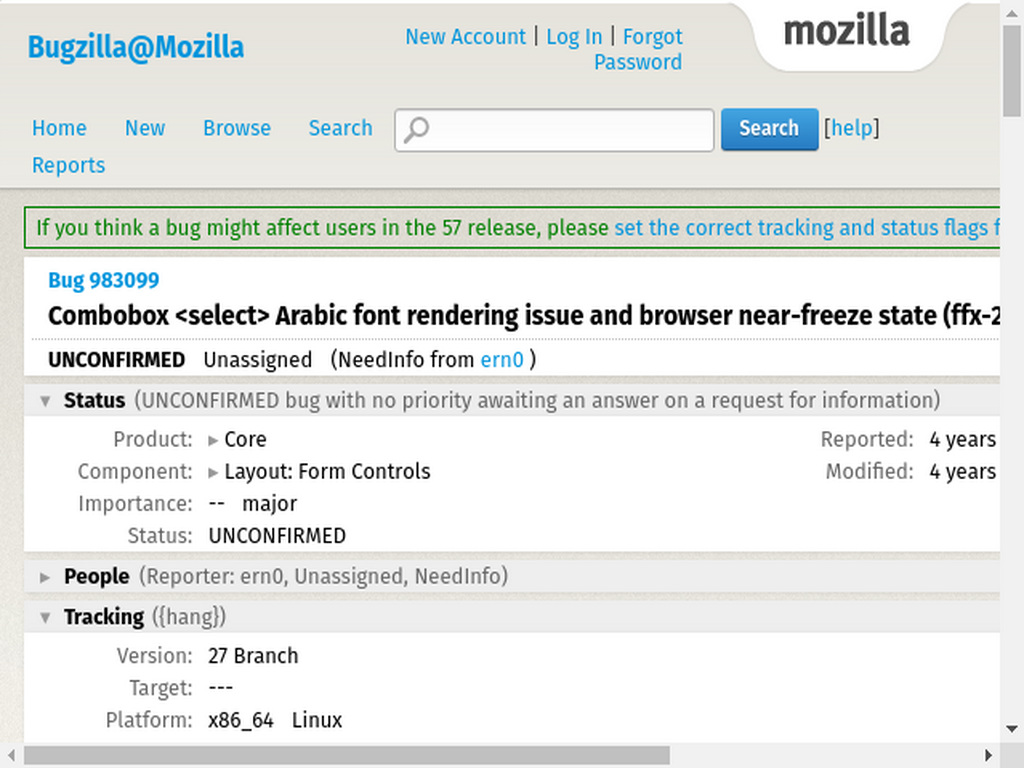 Bugzilla@Mozilla
New Account | Log In | Forgot
Password
mozilla
Home New Browse Search Search [help]
Reports
If you think a bug might affect users in the 57 release, please set the correct tracking and status flags f
Bug 983099
Combobox <select> Arabic font rendering issue and browser near-freeze state (ffx-2
UNCONFIRMED Unassigned (NeedInfo from ern0 )
Status (UNCONFIRMED bug with no priority awaiting an answer on a request for information)
Product: Core Reported: 4 years
Component: Layout: Form Controls Modified: 4 years
Importance: -- major
Status: UNCONFIRMED
People (Reporter: ern0, Unassigned, NeedInfo)
Tracking ({hang})
Version: 27 Branch
Target: ---
Platform: x86_64 Linux